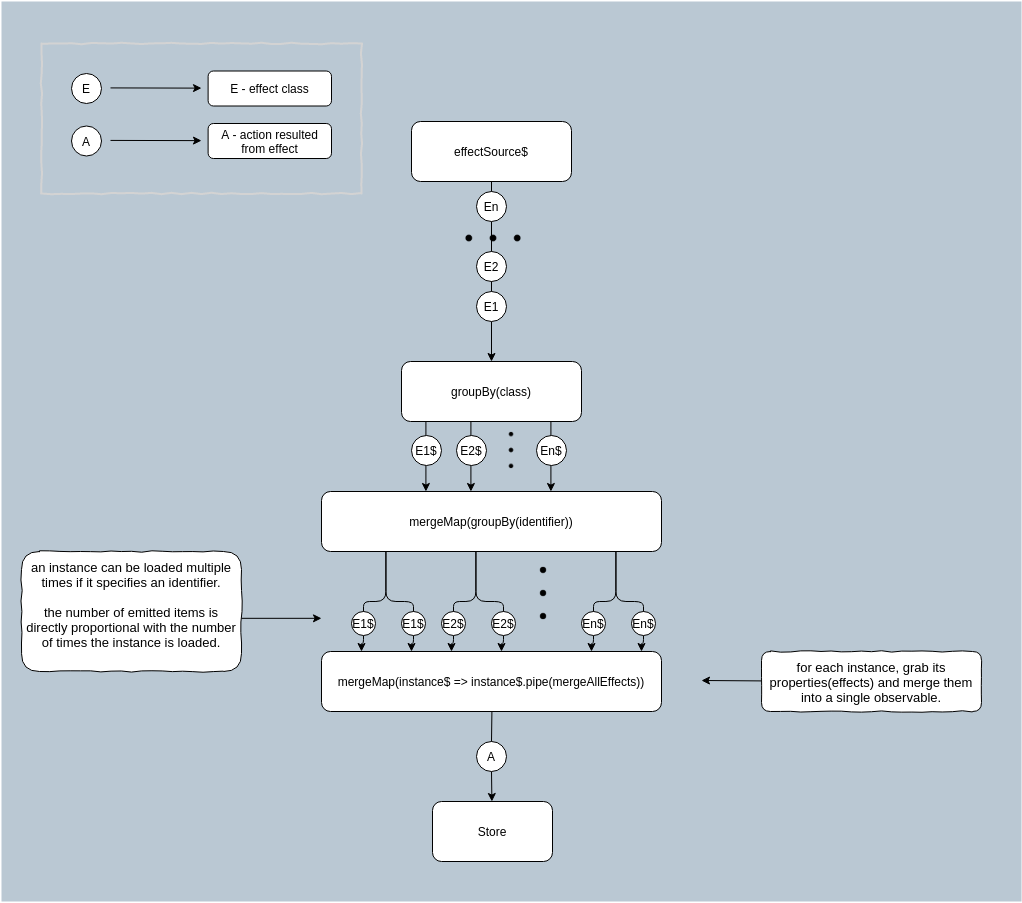 E
E - effect class
A
A - action resulted
from effect
effectSource$
En
E2
E1
groupBy(class)
E1$ E2$ En$
mergeMap(groupBy(identifier))
an instance can be loaded multiple
times if it specifies an identifier.
the number of emitted items is
directly proportional with the number
of times the instance is loaded.
E1$ E1$ E2$ E2$ En$ En$
mergeMap(instance$ => instance$.pipe(mergeAllEffects))
for each instance, grab its
properties(effects) and merge them
into a single observable.
A
Store